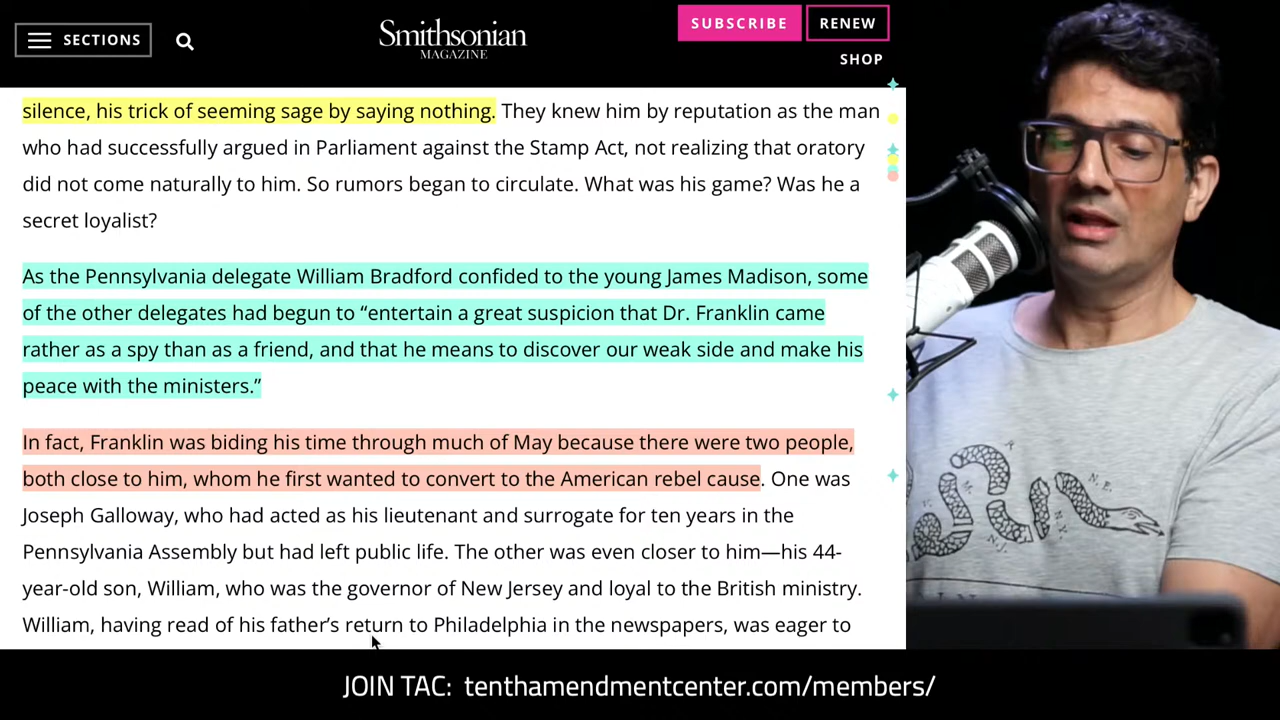 SECTIONS
Smithsonian
MAGAZINE
SUBSCRIBE
RENEW
SHOP
silence, his trick of seeming sage by saying nothing. They knew him by reputation as the man
who had successfully argued in Parliament against the Stamp Act, not realizing that oratory
did not come naturally to him. So rumors began to circulate. What was his game? Was he a
secret loyalist?
As the Pennsylvania delegate William Bradford confided to the young James Madison, some
of the other delegates had begun to “entertain a great suspicion that Dr. Franklin came
rather as a spy than as a friend, and that he means to discover our weak side and make his
peace with the ministers.”
In fact, Franklin was biding his time through much of May because there were two people,
both close to him, whom he first wanted to convert to the American rebel cause. One was
Joseph Galloway, who had acted as his lieutenant and surrogate for ten years in the
Pennsylvania Assembly but had left public life. The other was even closer to him—his 44-
year-old son, William, who was the governor of New Jersey and loyal to the British ministry.
William, having read of his father’s return to Philadelphia in the newspapers, was eager to
N.E.
N.Y.
N.J.
JOIN TAC: tenthamendmentcenter.com/members/